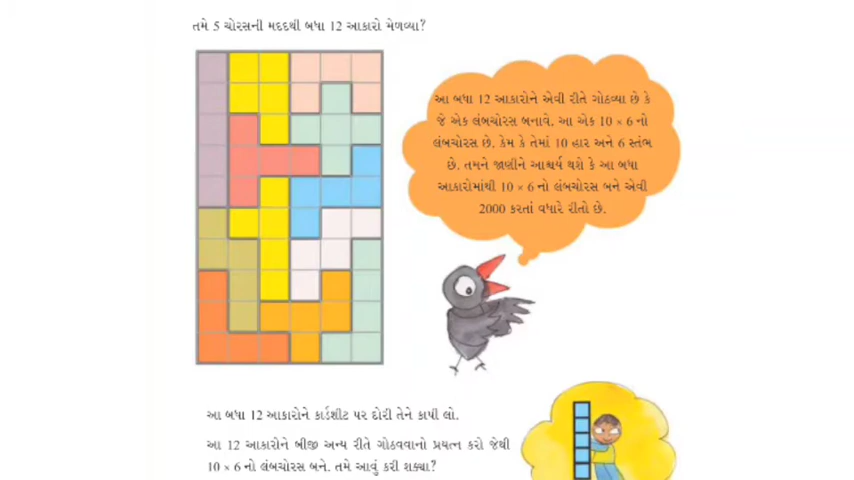 તમે 5 ચોરસની મદદથી બધા 12 આકારો મેળવ્યા?
આ બધા 12 આકારોને એવી રીતે ગોઠવ્યા છે કે
જે એક લંબચોરસ બનાવે. આ એક 10 × 6 નો
લંબચોરસ છે. કેમ કે તેમાં 10 હાર અને 6 સ્તંભ
છે. તમને જાણીને આશ્ચર્ય થશે કે આ બધા
આકારોમાંથી 10 × 6 નો લંબચોરસ બને એવી
2000 કરતાં વધારે રીતો છે.
આ બધા 12 આકારોને કાર્ડશીટ પર દોરી તેને કાપી લો.
આ 12 આકારોને બીજી અન્ય રીતે ગોઠવવાનો પ્રયત્ન કરો જેથી
10 × 6 નો લંબચોરસ બને. તમે આવું કરી શક્યા?